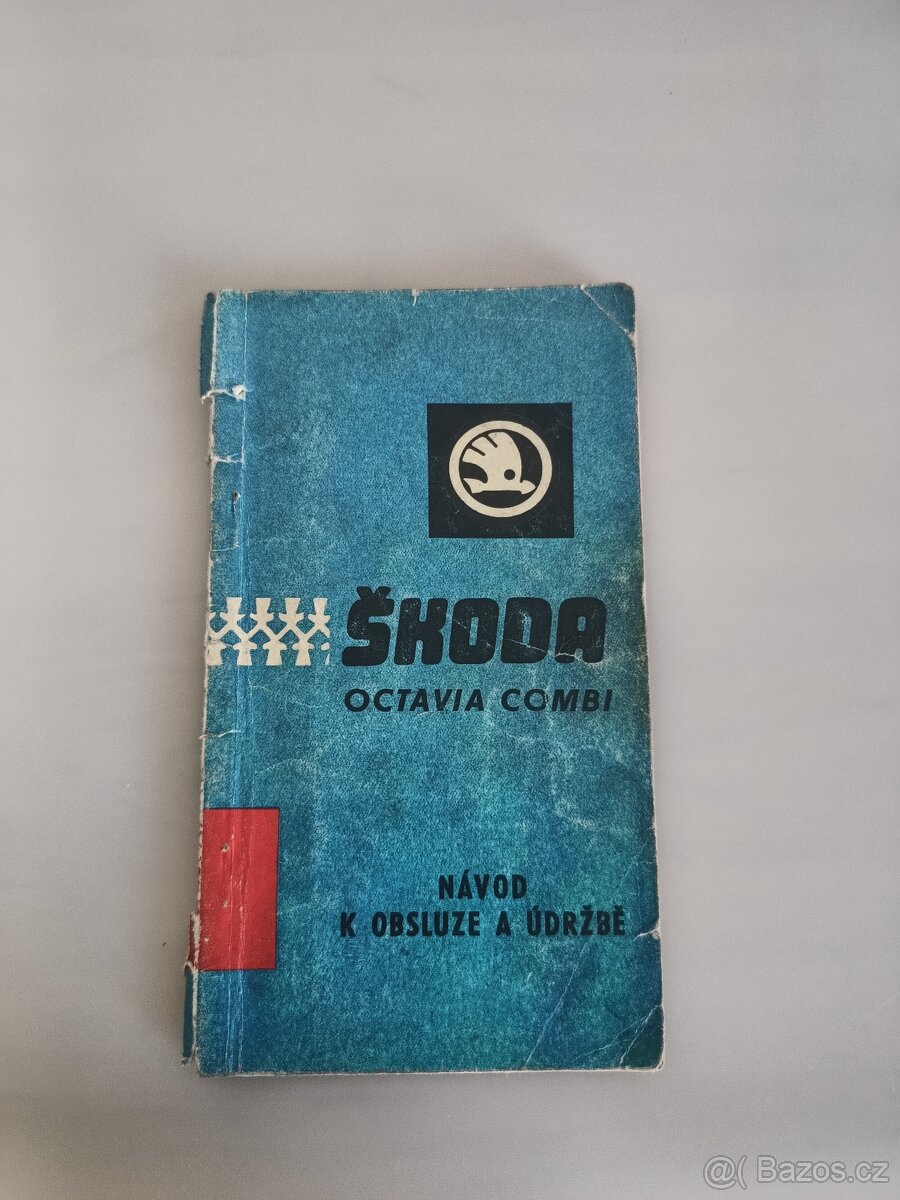 ŠKODA
OCTAVIA COMBI
NÁVOD
K OBSLUZE A ÚDRŽBĚ
@( Bazos.cz